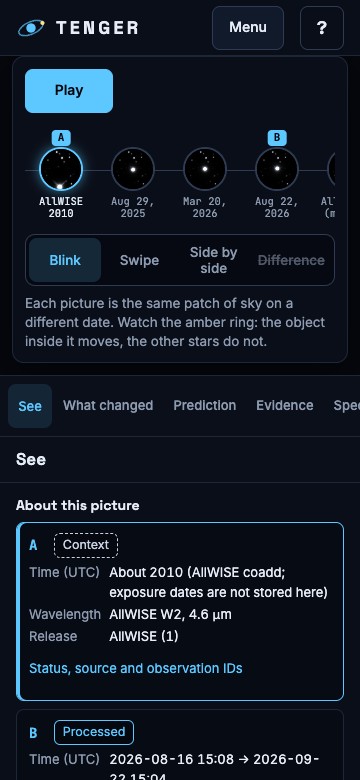 TENGER
Menu
?
Play
A
B
AllWISE
2010
Aug 29,
2025
Mar 20,
2026
Aug 22,
2026
Blink
Swipe
Side by
side
Difference
Each picture is the same patch of sky on a
different date. Watch the amber ring: the object
inside it moves, the other stars do not.
See
What changed
Prediction
Evidence
See
About this picture
A
Context
Time (UTC)
About 2010 (AllWISE coadd;
exposure dates are not stored here)
Wavelength
AllWISE W2, 4.6 µm
Release
AllWISE (1)
Status, source and observation IDs
B
Processed
Time (UTC)
2026-08-16 15:08 → 2026-09-
22 15:04